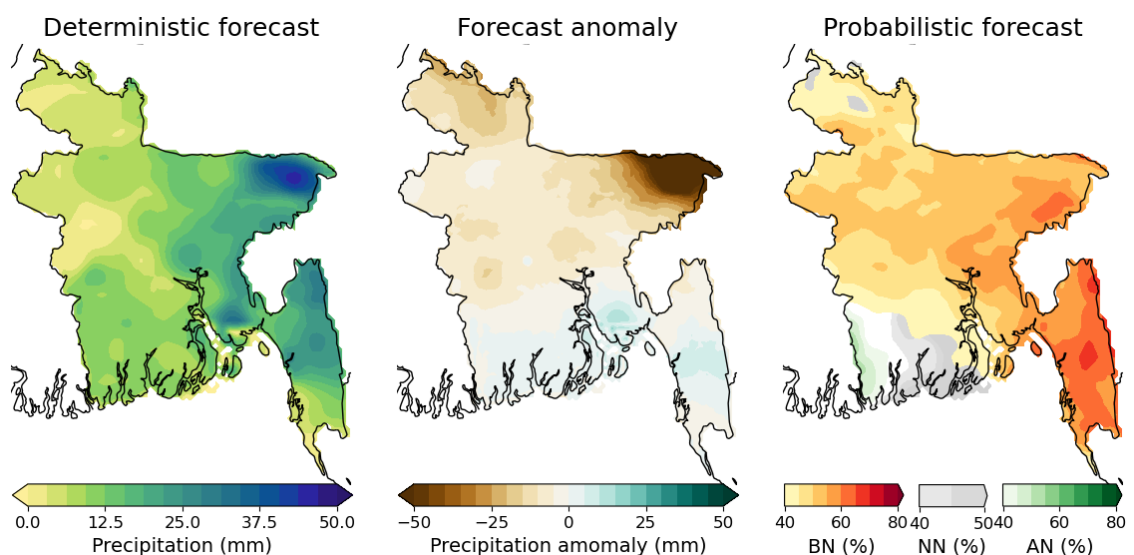 Deterministic forecast
Forecast anomaly
Probabilistic forecast
0.0 12.5 25.0 37.5 50.0
Precipitation (mm)
−50 −25 0 25 50
Precipitation amomaly (mm)
40 60 80
BN (%)
40 50
NN (%)
40 60 80
AN (%)